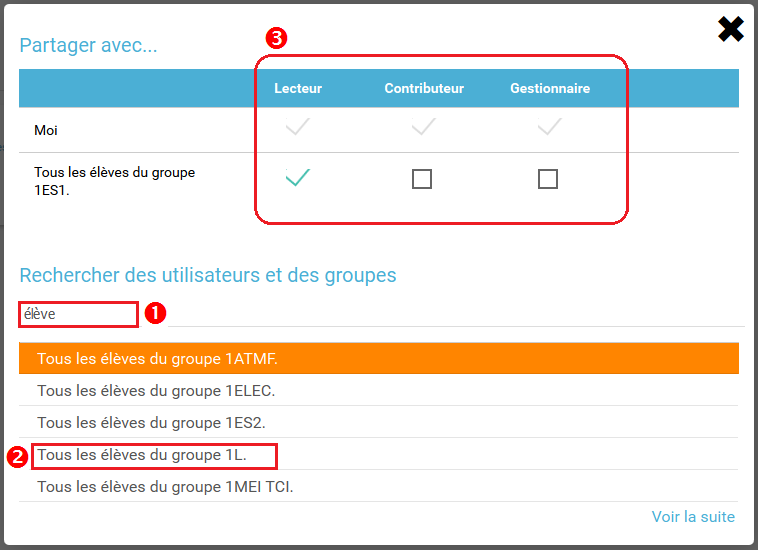 Partager avec...
3
Lecteur Contributeur Gestionnaire
Moi
Tous les élèves du groupe
1ES1.
Rechercher des utilisateurs et des groupes
élève 1
Tous les élèves du groupe 1ATMF.
Tous les élèves du groupe 1ELEC.
Tous les élèves du groupe 1ES2.
2 Tous les élèves du groupe 1L.
Tous les élèves du groupe 1MEI TCI.
Voir la suite